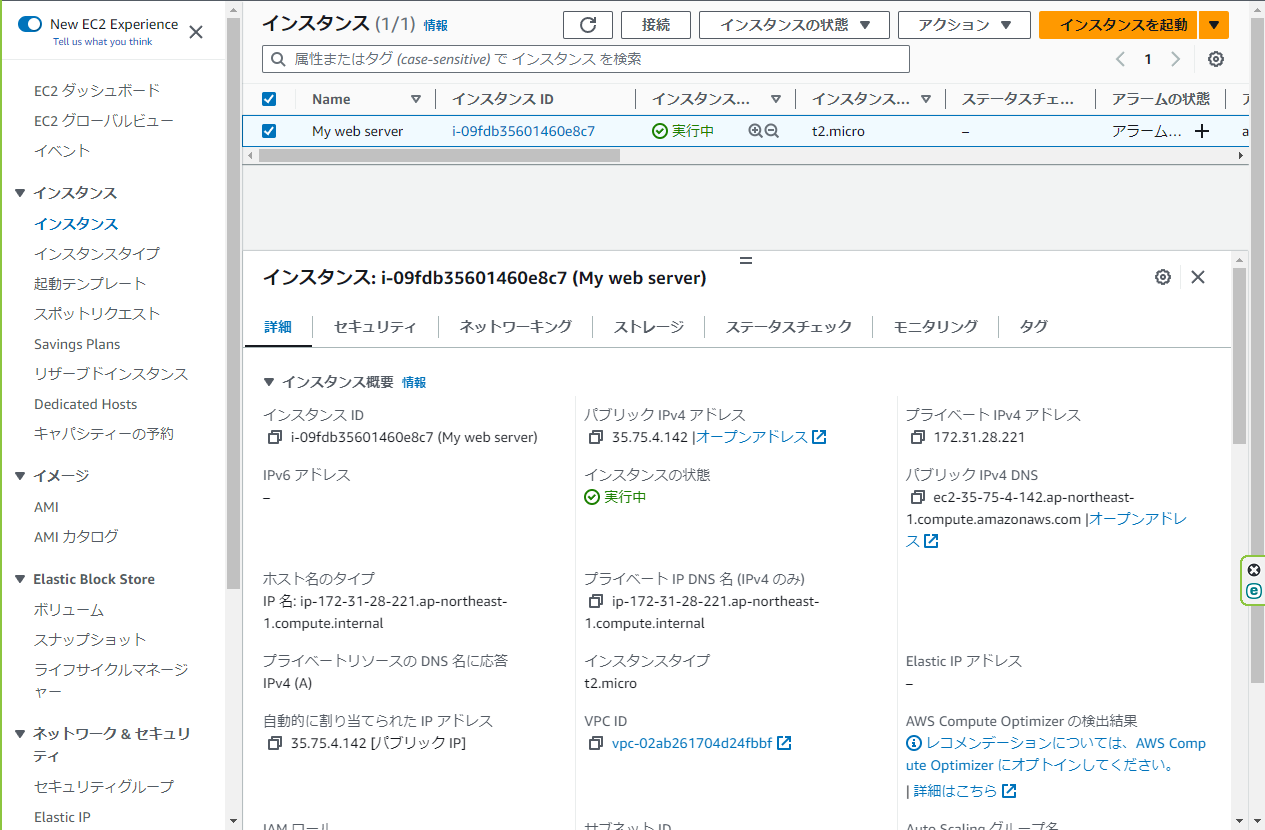 New EC2 Experience
Tell us what you think
EC2 ダッシュボード
EC2 グローバルビュー
イベント
インスタンス
インスタンス
インスタンスタイプ
起動テンプレート
スポットリクエスト
Savings Plans
リザーブドインスタンス
Dedicated Hosts
キャパシティーの予約
イメージ
AMI
AMI カタログ
Elastic Block Store
ボリューム
スナップショット
ライフサイクルマネージ
ャー
ネットワーク & セキュリ
ティ
セキュリティグループ
Elastic IP
インスタンス (1/1) 情報
接続
インスタンスの状態
アクション
インスタンスを起動
属性またはタグ (case-sensitive) で インスタンス を検索
1
Name インスタンス ID インスタンス... インスタンス... ステータスチェ... アラームの状態 ア
My web server i-09fdb35601460e8c7 実行中 t2.micro – アラーム... a
インスタンス: i-09fdb35601460e8c7 (My web server)
詳細 セキュリティ ネットワーキング ストレージ ステータスチェック モニタリング タグ
インスタンス概要 情報
インスタンス ID
i-09fdb35601460e8c7 (My web server)
パブリック IPv4 アドレス
35.75.4.142 |オープンアドレス
プライベート IPv4 アドレス
172.31.28.221
IPv6 アドレス
–
インスタンスの状態
実行中
パブリック IPv4 DNS
ec2-35-75-4-142.ap-northeast-
1.compute.amazonaws.com |オープンアドレ
ス
ホスト名のタイプ
IP 名: ip-172-31-28-221.ap-northeast-
1.compute.internal
プライベート IP DNS 名 (IPv4 のみ)
ip-172-31-28-221.ap-northeast-
1.compute.internal
プライベートリソースの DNS 名に応答
IPv4 (A)
インスタンスタイプ
t2.micro
Elastic IP アドレス
–
自動的に割り当てられた IP アドレス
35.75.4.142 [パブリック IP]
VPC ID
vpc-02ab261704d24fbbf
AWS Compute Optimizer の検出結果
レコメンデーションについては、AWS Comp
ute Optimizer にオプトインしてください。
| 詳細はこちら
IAM ロール
サブネット ID
Auto Scaling グループ名